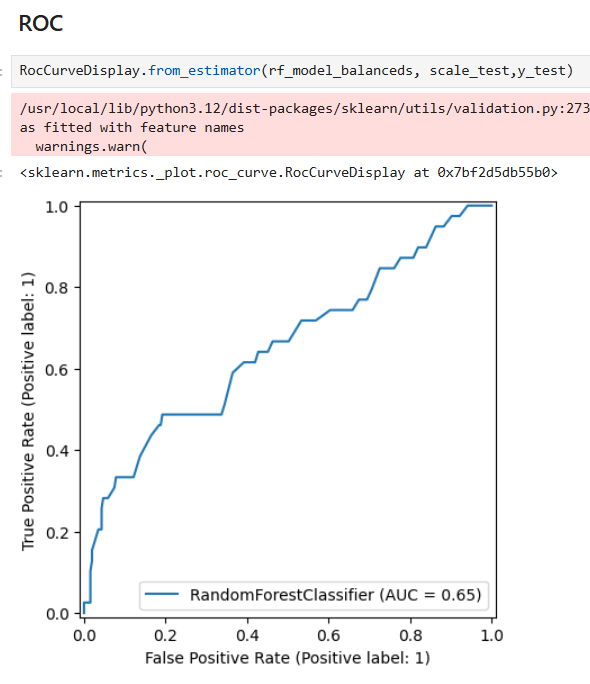 ROC
RocCurveDisplay.from_estimator(rf_model_balanceds, scale_test,y_test)
/usr/local/lib/python3.12/dist-packages/sklearn/utils/validation.py:273
as fitted with feature names
  warnings.warn(
<sklearn.metrics._plot.roc_curve.RocCurveDisplay at 0x7bf2d5db55b0>
1.0
0.8
0.6
0.4
0.2
0.0
True Positive Rate (Positive label: 1)
RandomForestClassifier (AUC = 0.65)
0.0 0.2 0.4 0.6 0.8 1.0
False Positive Rate (Positive label: 1)